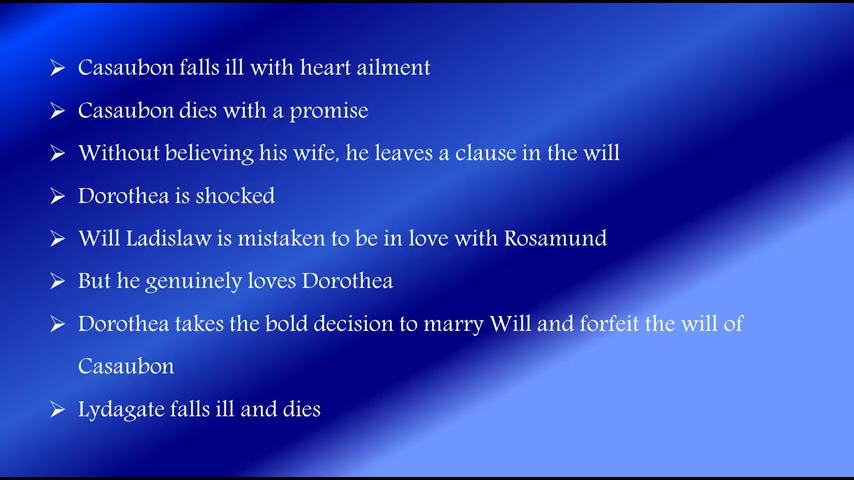 ➢ Casaubon falls ill with heart ailment
➢ Casaubon dies with a promise
➢ Without believing his wife, he leaves a clause in the will
➢ Dorothea is shocked
➢ Will Ladislaw is mistaken to be in love with Rosamund
➢ But he genuinely loves Dorothea
➢ Dorothea takes the bold decision to marry Will and forfeit the will of
Casaubon
➢ Lydagate falls ill and dies